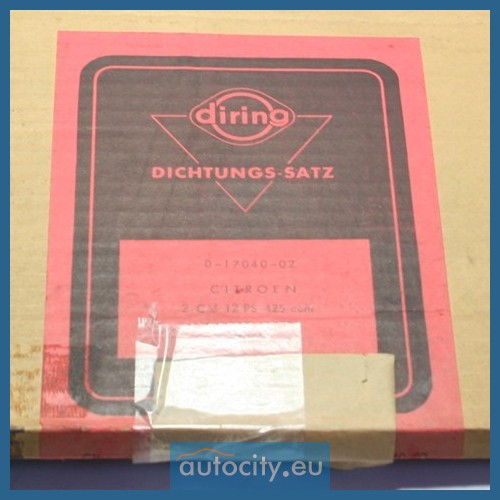 diring
DICHTUNGS-SATZ
0-17040-02
CITROEN
2 CV 12 PS 425 ccm
autocity.eu